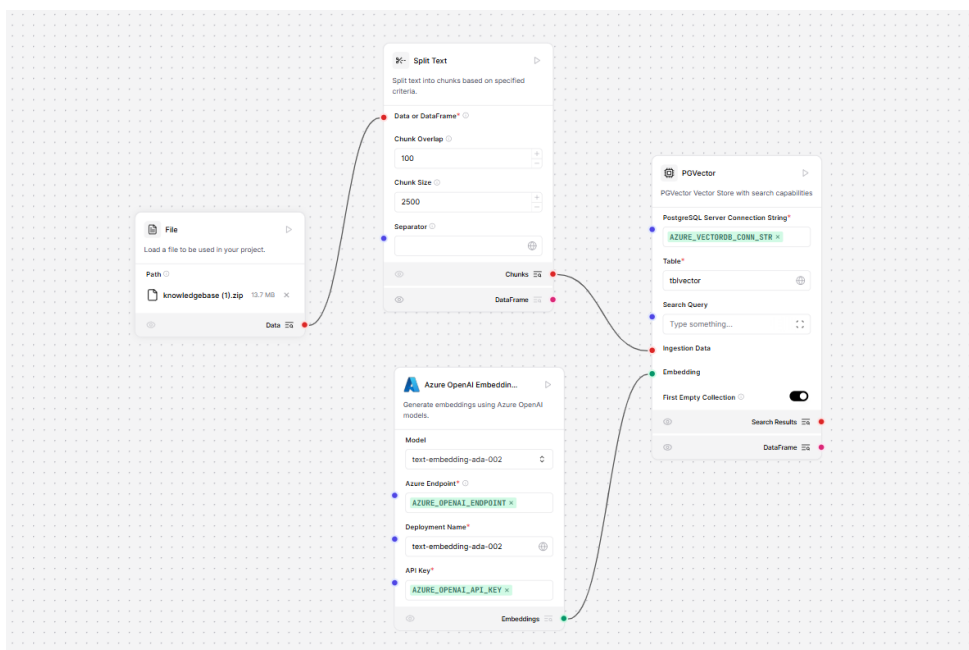 Split Text
Split text into chunks based on specified
criteria.
Data or DataFrame*
Chunk Overlap
100
Chunk Size
2500
Separator
Chunks
DataFrame
File
Load a file to be used in your project.
Path
knowledgebase (1).zip 13.7 MB ×
Data
Azure OpenAI Embeddin...
Generate embeddings using Azure OpenAI
models.
Model
text-embedding-ada-002
Azure Endpoint*
AZURE_OPENAI_ENDPOINT ×
Deployment Name*
text-embedding-ada-002
API Key*
AZURE_OPENAI_API_KEY ×
Embeddings
PGVector
PGVector Vector Store with search capabilities
PostgreSQL Server Connection String*
AZURE_VECTORDB_CONN_STR ×
Table*
tblvector
Search Query
Type something...
Ingestion Data
Embedding
First Empty Collection
Search Results
DataFrame